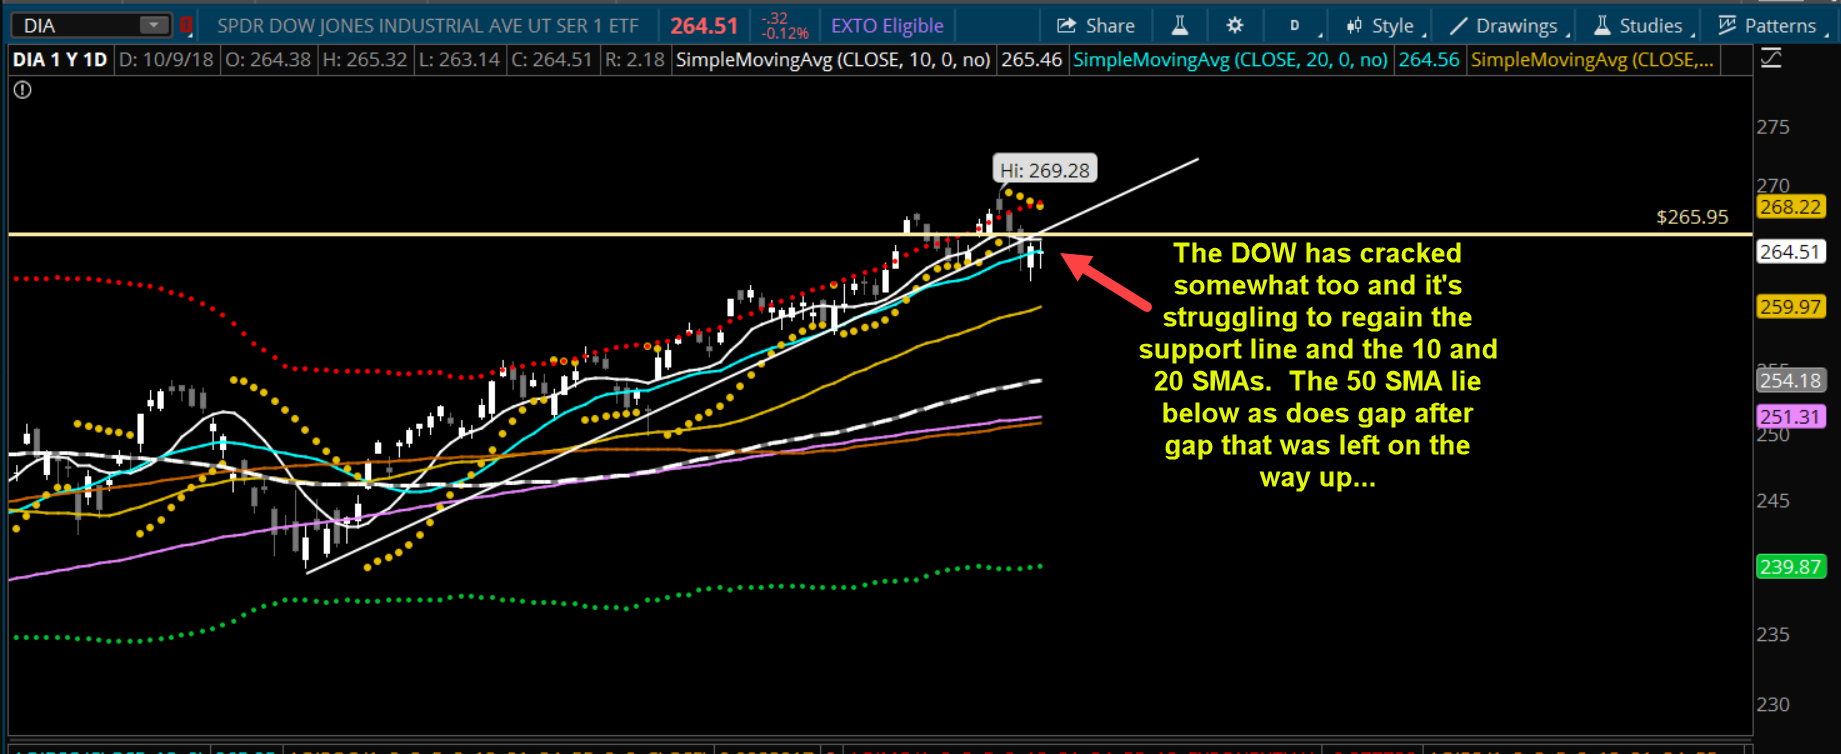 DIA
SPDR DOW JONES INDUSTRIAL AVE UT SER 1 ETF
264.51
-.32
-0.12%
EXTO Eligible
Share
D
Style
Drawings
Studies
Patterns
DIA 1 Y 1D
D: 10/9/18
O: 264.38
H: 265.32
L: 263.14
C: 264.51
R: 2.18
SimpleMovingAvg (CLOSE, 10, 0, no)
265.46
SimpleMovingAvg (CLOSE, 20, 0, no)
264.56
SimpleMovingAvg (CLOSE,...
275
Hi: 269.28
270
268.22
$265.95
264.51
The DOW has cracked
somewhat too and it's
struggling to regain the
support line and the 10 and
20 SMAs. The 50 SMA lie
below as does gap after
gap that was left on the
way up...
259.97
254.18
251.31
250
245
239.87
235
230